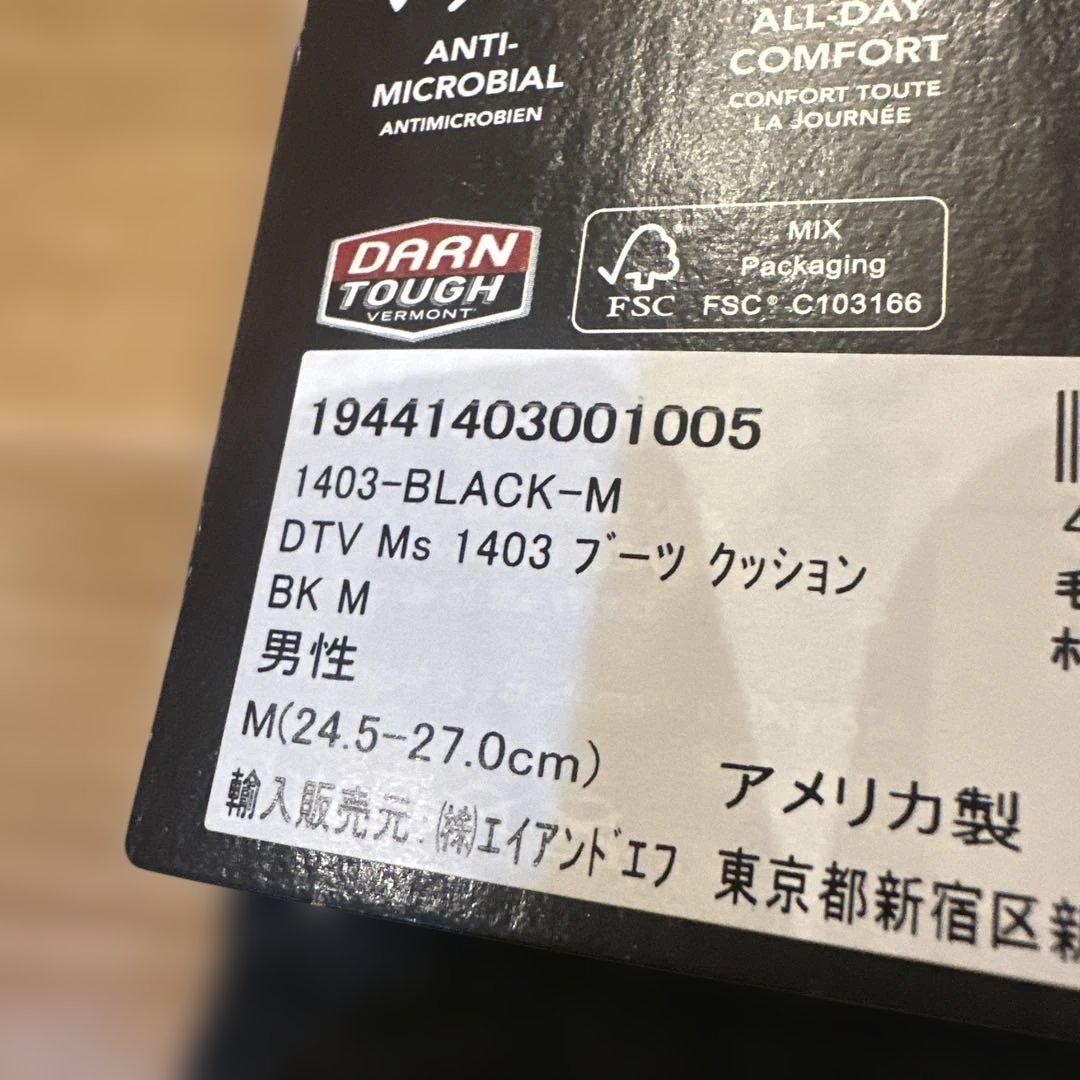 ANTI-
MICROBIAL
ANTIMICROBIEN
ALL-DAY
COMFORT
CONFORT TOUTE
LA JOURNÉE
DARN
TOUGH
VERMONT
MIX
Packaging
FSC
FSC® C103166
19441403001005
1403-BLACK-M
DTV Ms 1403 ブーツ クッション
BK M
男性
M(24.5-27.0cm)
アメリカ製
輸入販売元:㈱エイアンドエフ 東京都新宿区新
毛